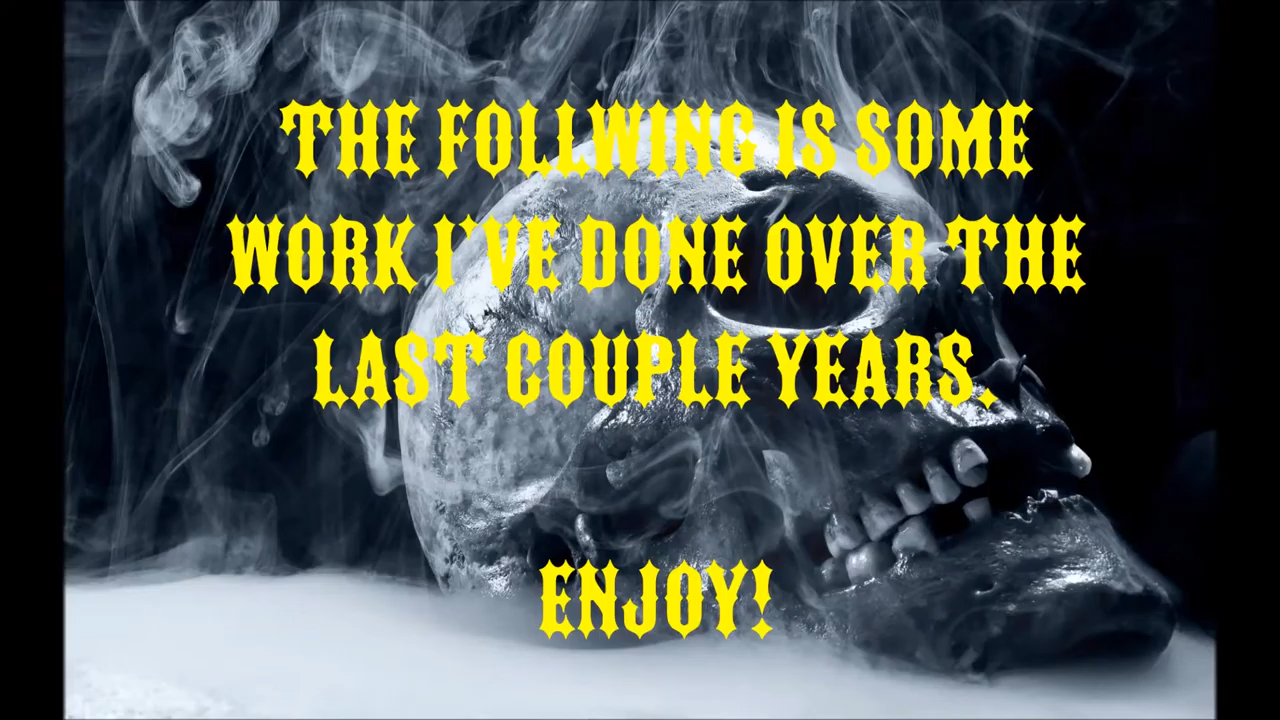 THE FOLLWING IS SOME
WORK I'VE DONE OVER THE
LAST COUPLE YEARS.
ENJOY!